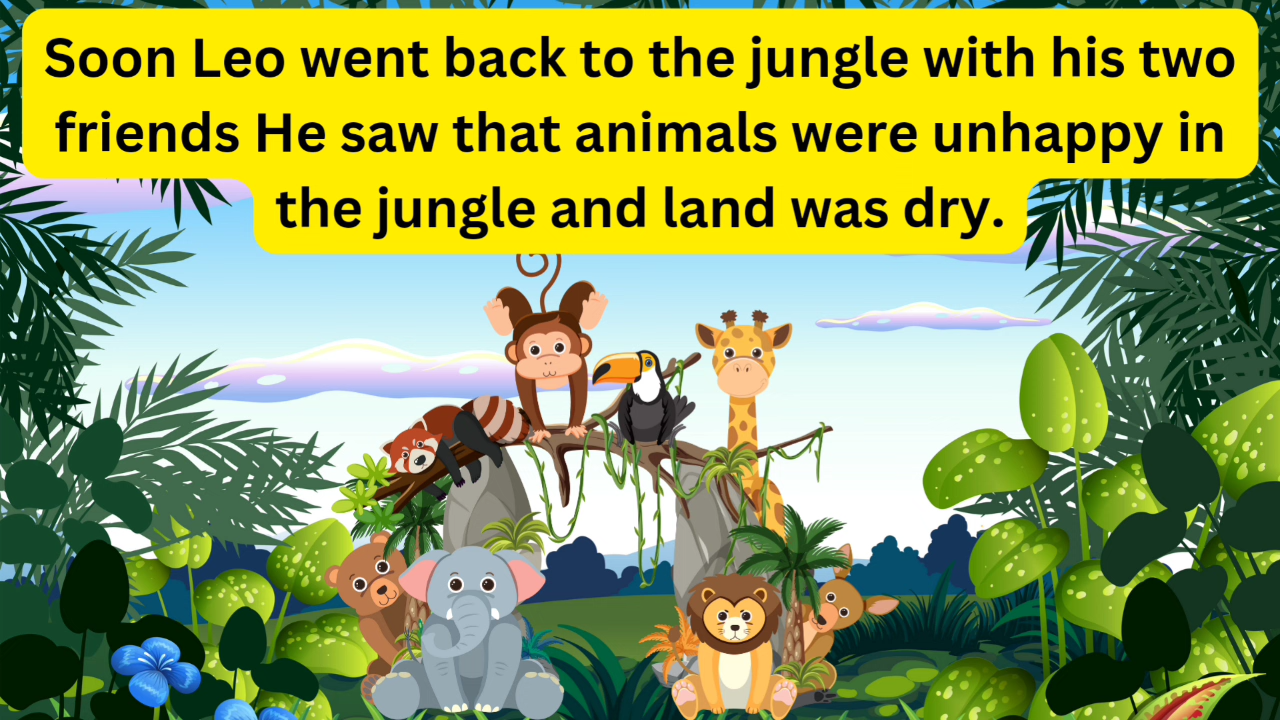 Soon Leo went back to the jungle with his two
friends He saw that animals were unhappy in
the jungle and land was dry.